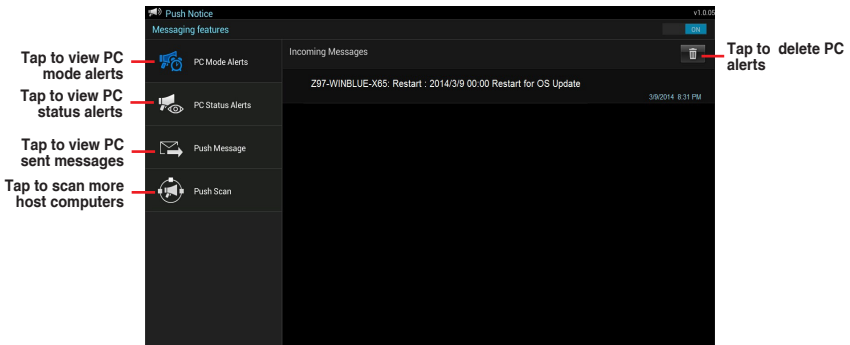 Push Notice
v1.0.05
Messaging features
ON
Tap to view PC
mode alerts
PC Mode Alerts
Incoming Messages
Tap to delete PC
alerts
Z97-WINBLUE-X65: Restart : 2014/3/9 00:00 Restart for OS Update
3/9/2014 8:31 PM
Tap to view PC
status alerts
PC Status Alerts
Tap to view PC
sent messages
Push Message
Tap to scan more
host computers
Push Scan